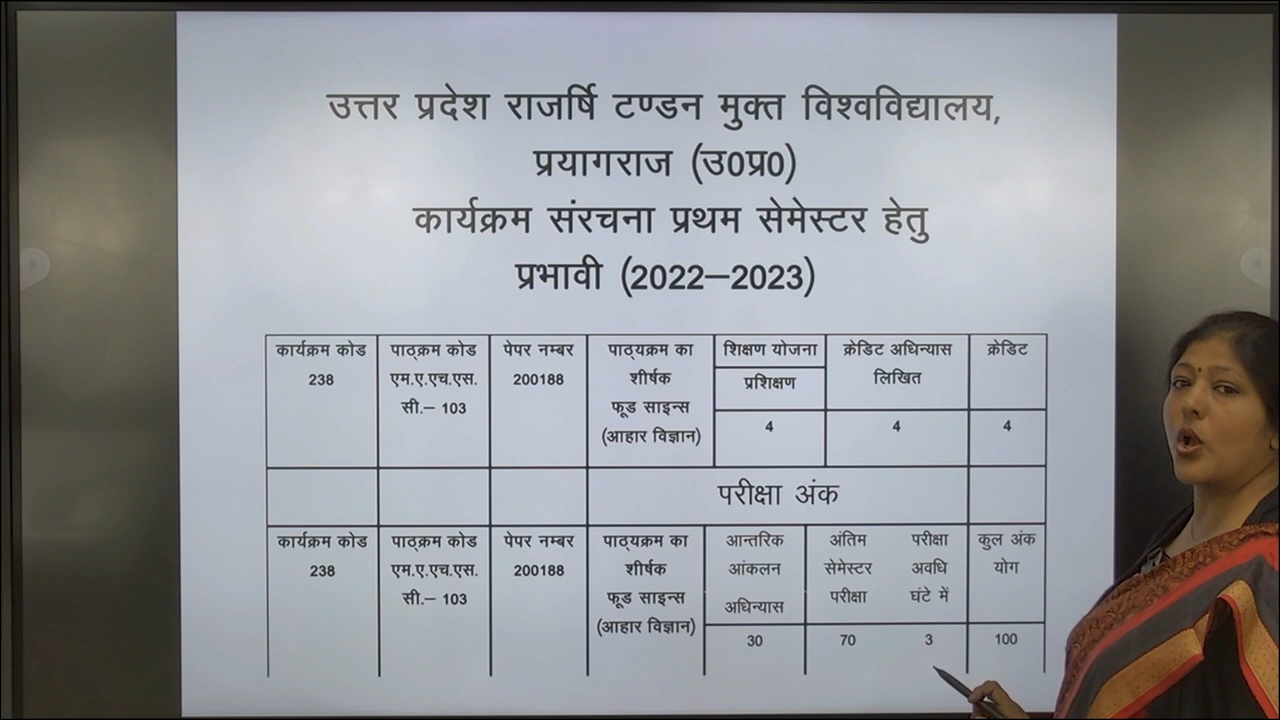 उत्तर प्रदेश राजर्षि टण्डन मुक्त विश्वविद्यालय,
प्रयागराज (उ0प्र0)
कार्यक्रम संरचना प्रथम सेमेस्टर हेतु
प्रभावी (2022–2023)
कार्यक्रम कोड
238
पाठ्क्रम कोड
एम.ए.एच.एस.
सी.– 103
पेपर नम्बर
200188
पाठ्यक्रम का
शीर्षक
फूड साइन्स
(आहार विज्ञान)
शिक्षण योजना
प्रशिक्षण
4
क्रेडिट अधिन्यास
लिखित
4
क्रेडिट
4
परीक्षा अंक
कार्यक्रम कोड
238
पाठ्क्रम कोड
एम.ए.एच.एस.
सी.– 103
पेपर नम्बर
200188
पाठ्यक्रम का
शीर्षक
फूड साइन्स
(आहार विज्ञान)
आन्तरिक
आंकलन
अधिन्यास
30
अंतिम
सेमेस्टर
परीक्षा
70
परीक्षा
अवधि
घंटे में
3
कुल अंक
योग
100